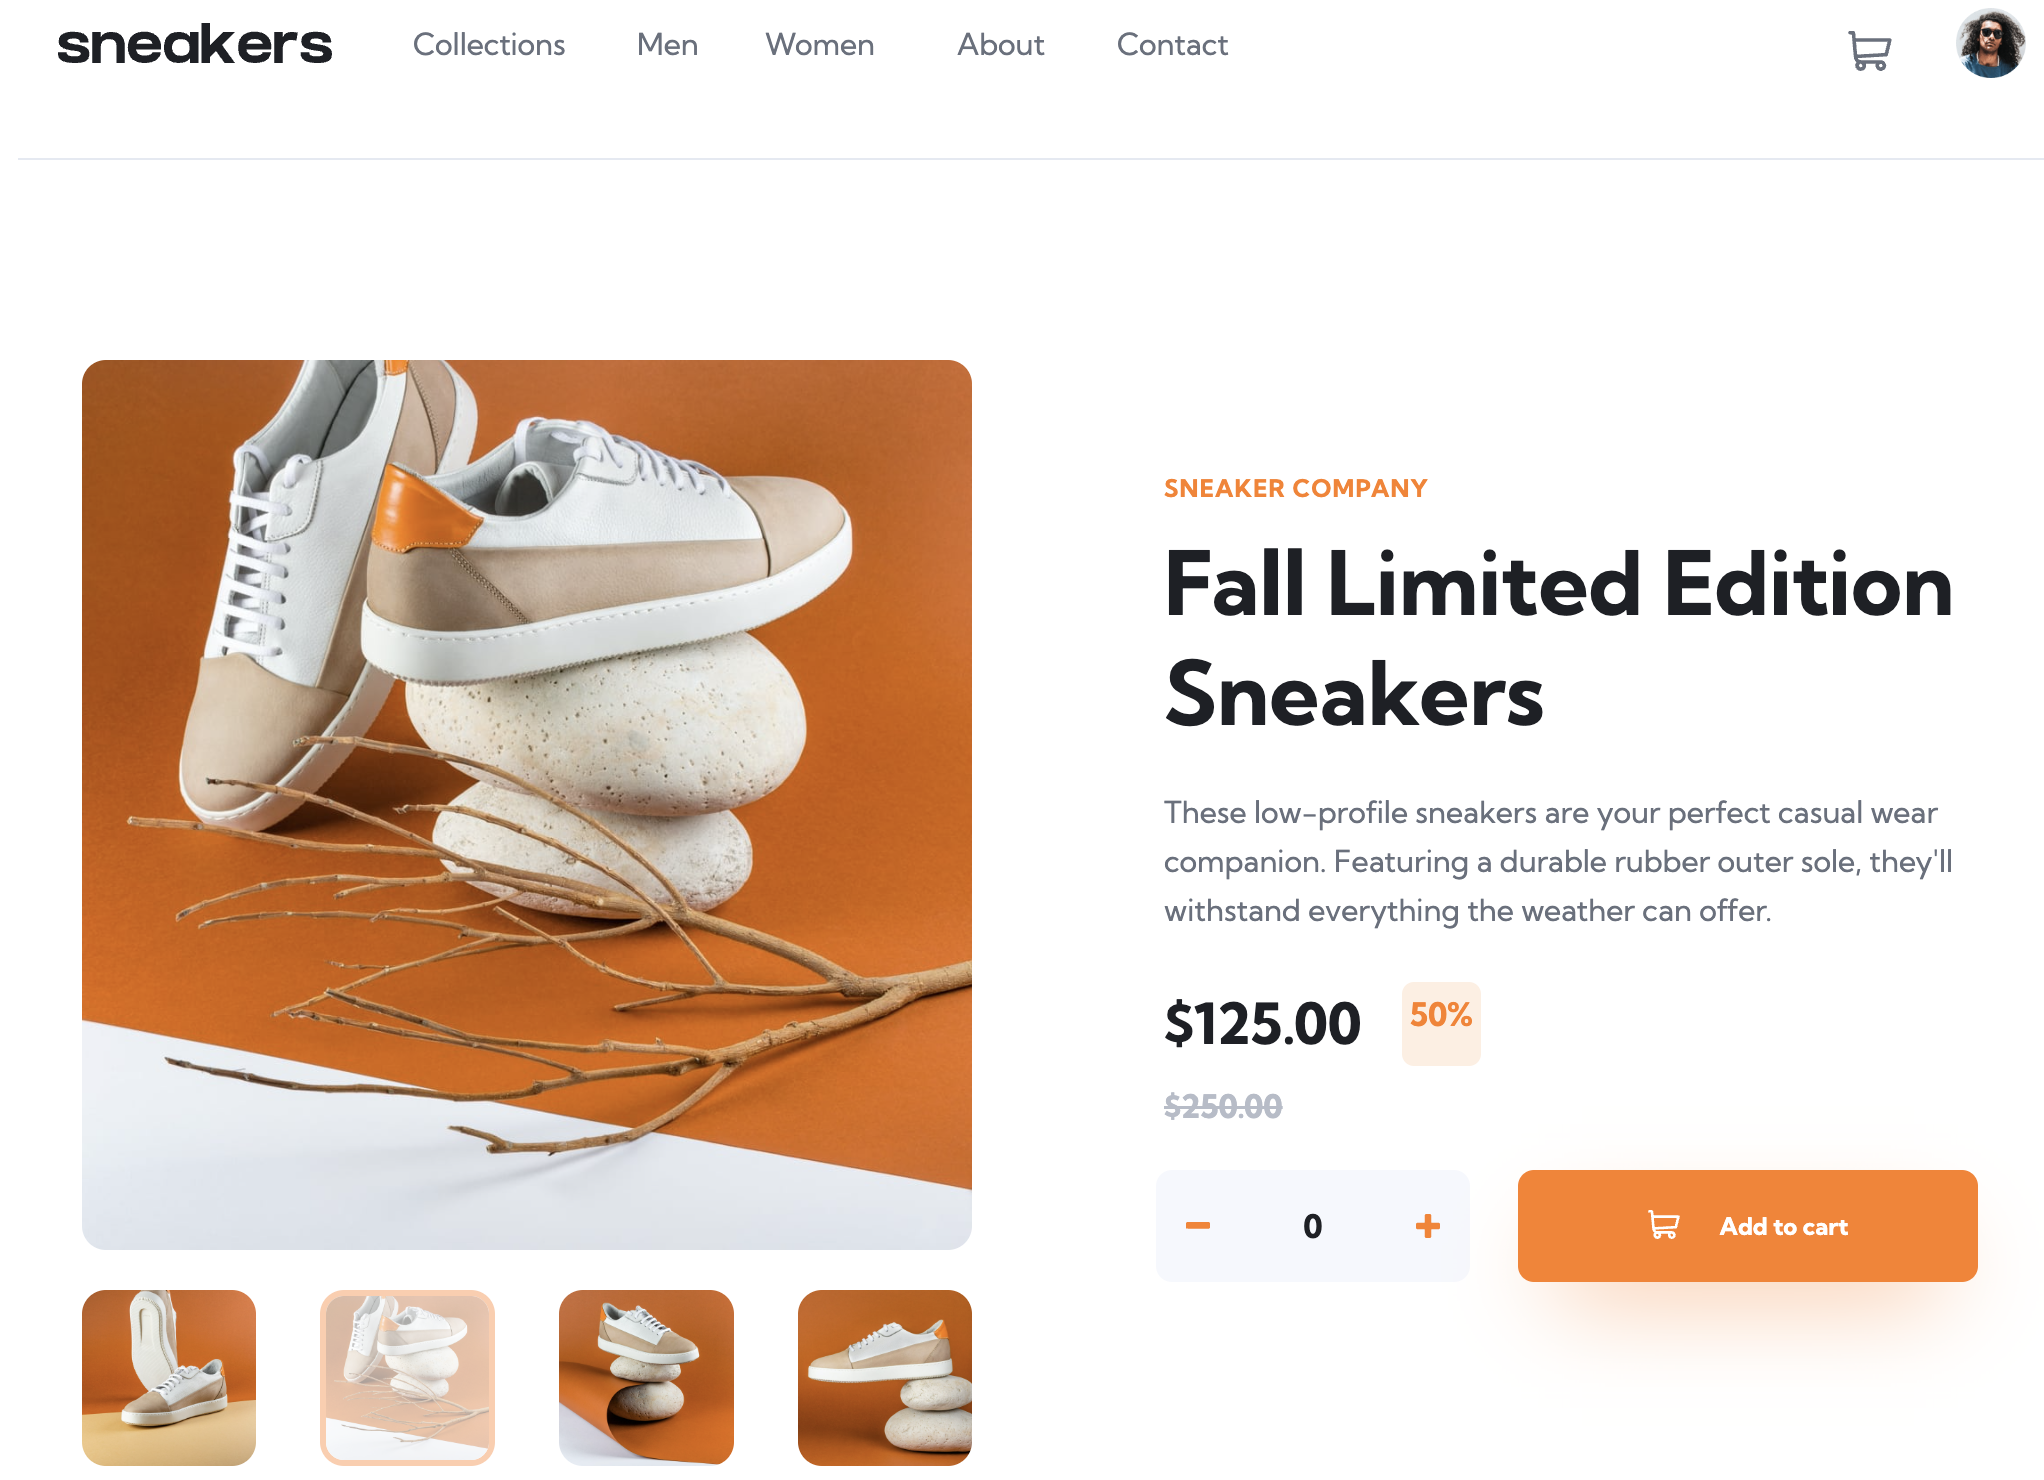 sneakers Collections Men Women About Contact
SNEAKER COMPANY
Fall Limited Edition
Sneakers
These low-profile sneakers are your perfect casual wear
companion. Featuring a durable rubber outer sole, they'll
withstand everything the weather can offer.
$125.00 50%
$250.00
0 Add to cart